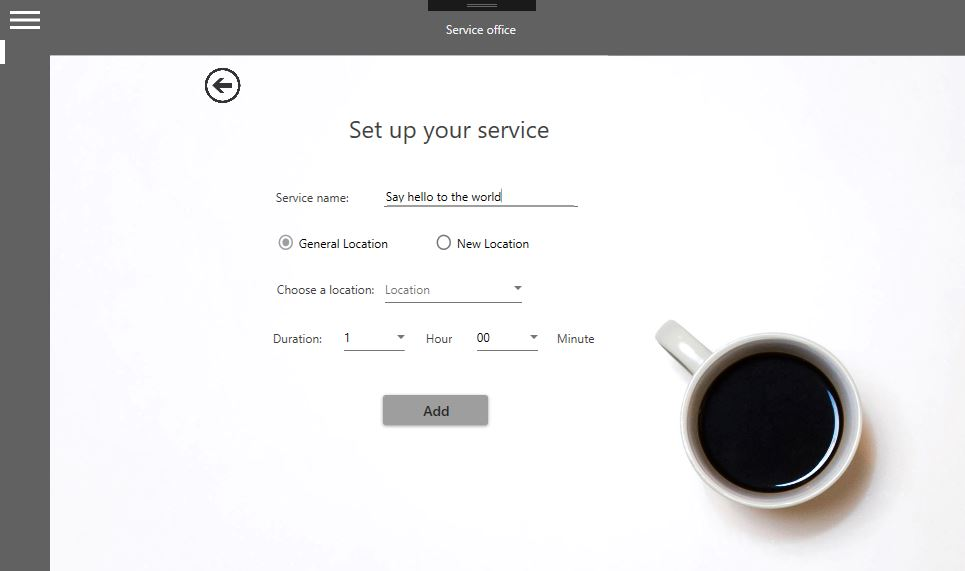 Service office
Set up your service
Service name: Say hello to the world
General Location New Location
Choose a location: Location
Duration: 1 Hour 00 Minute
Add